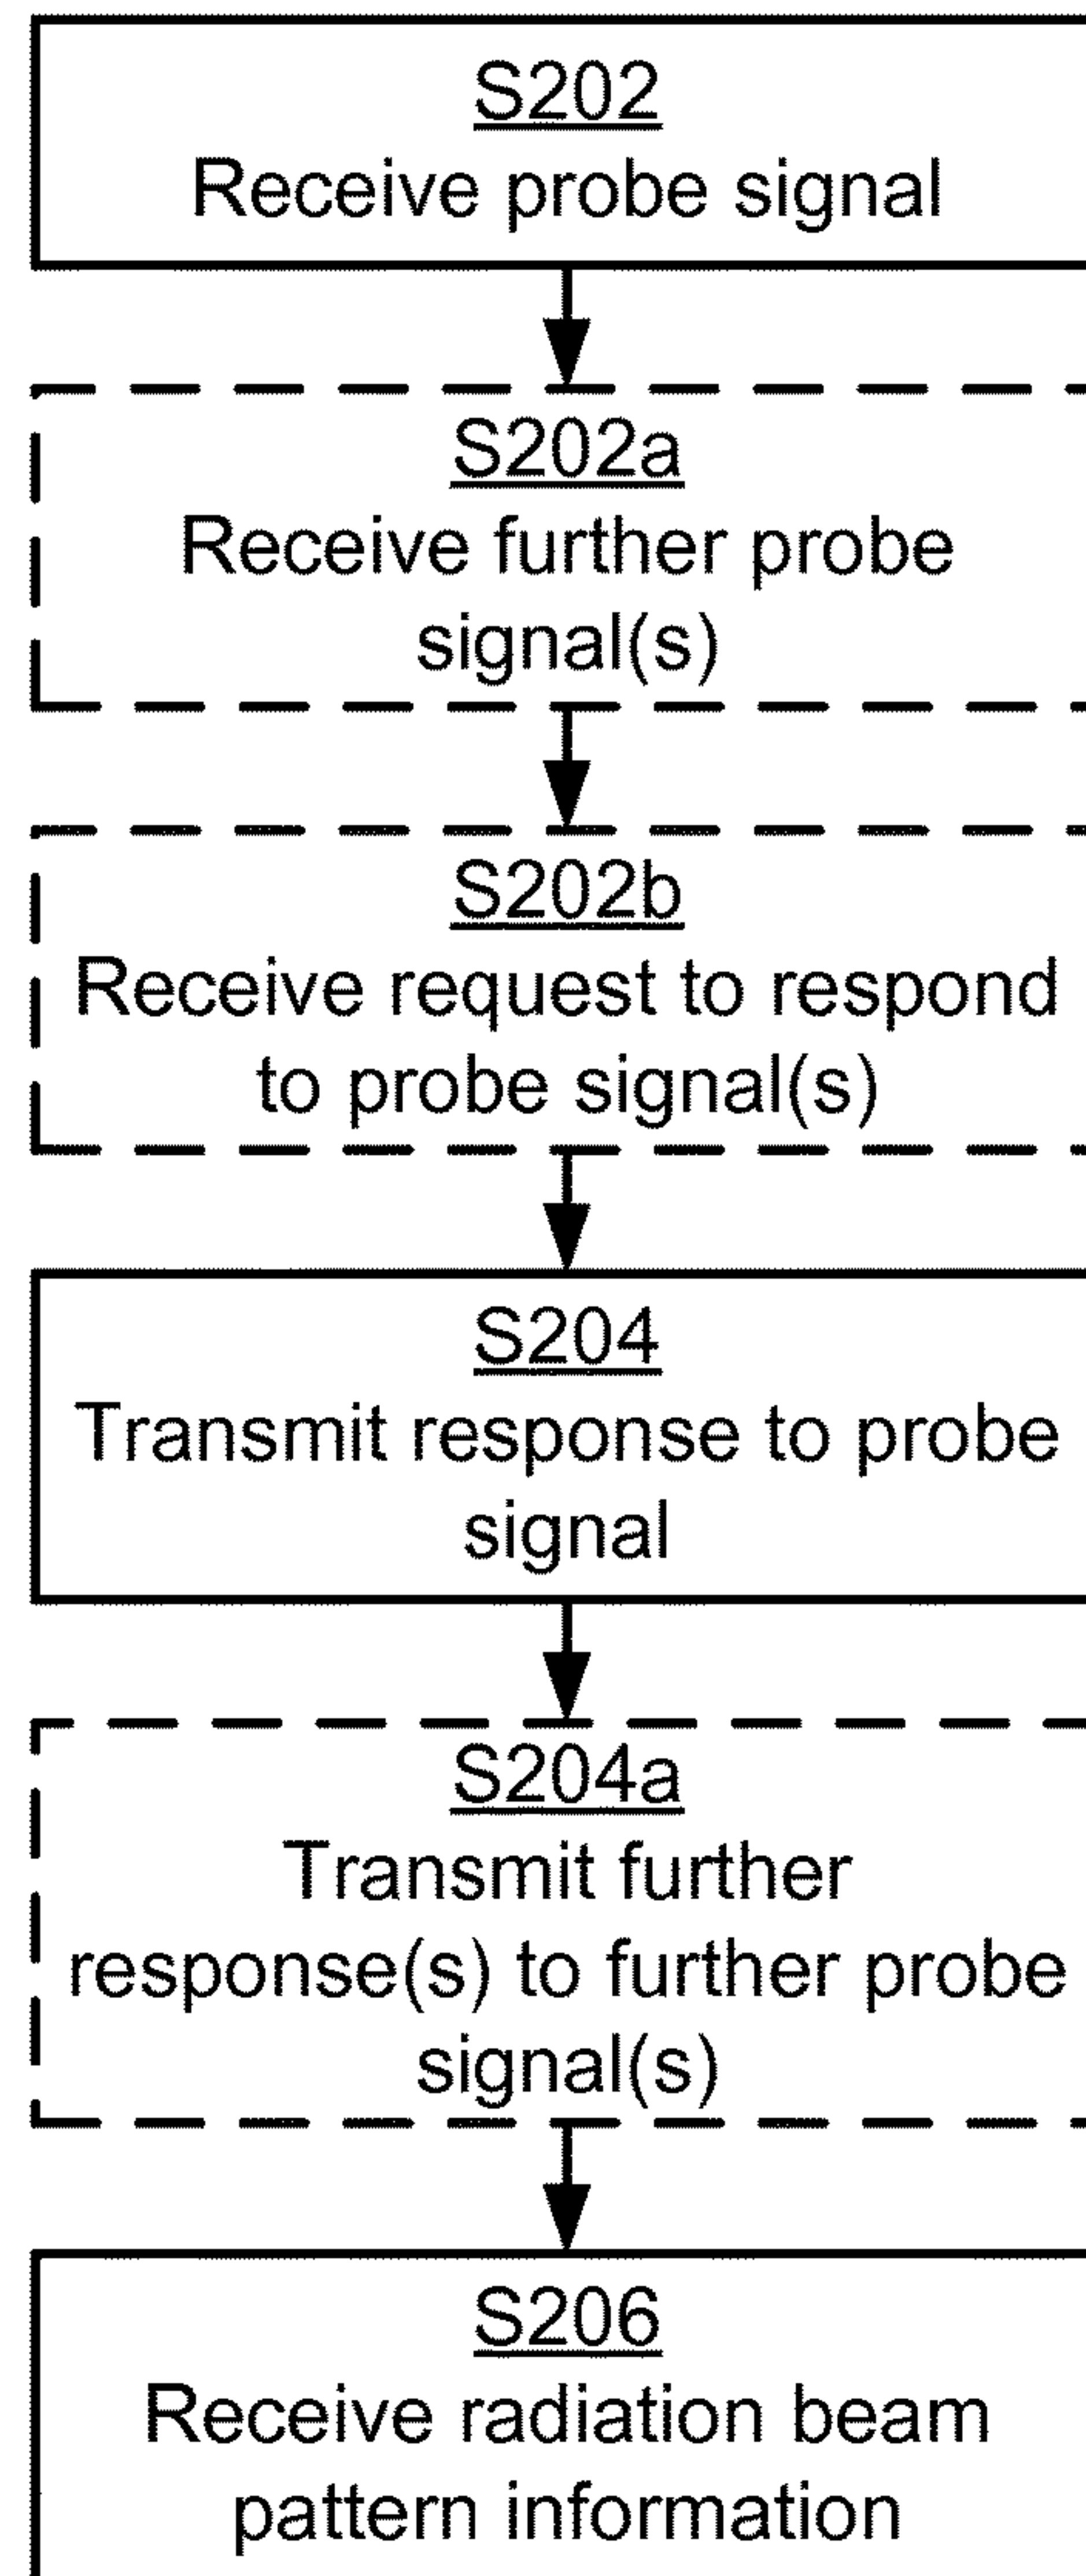 S202
Receive probe signal
S202a
Receive further probe
signal(s)
S202b
Receive request to respond
to probe signal(s)
S204
Transmit response to probe
signal
S204a
Transmit further
response(s) to further probe
signal(s)
S206
Receive radiation beam
pattern information